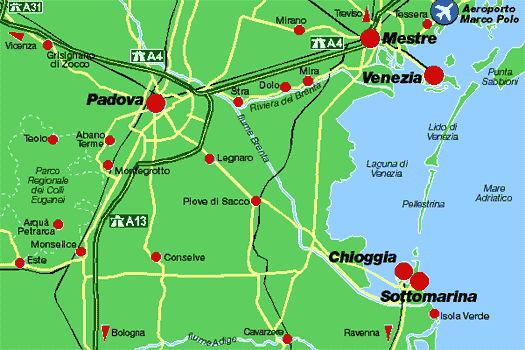 A31
Vicenza
Grisignano
di Zocco
A4
Mirano
Treviso
Tessera
Aeroporto
Marco Polo
A4
Mestre
Venezia
Punta
Sabbioni
Padova
Stra
Dolo
Mira
Riviera del Brenta
fiume Brenta
Lido di
Venezia
Teolo
Abano
Terme
Montegrotto
Legnaro
Laguna di
Venezia
Parco
Regionale
dei Colli
Euganei
Piove di Sacco
Pellestrina
Mare
Adriatico
Arquà
Petrarca
A13
Monselice
Este
Conselve
Chioggia
Sottomarina
Isola Verde
Bologna
fiume Adige
Cavarzere
Ravenna